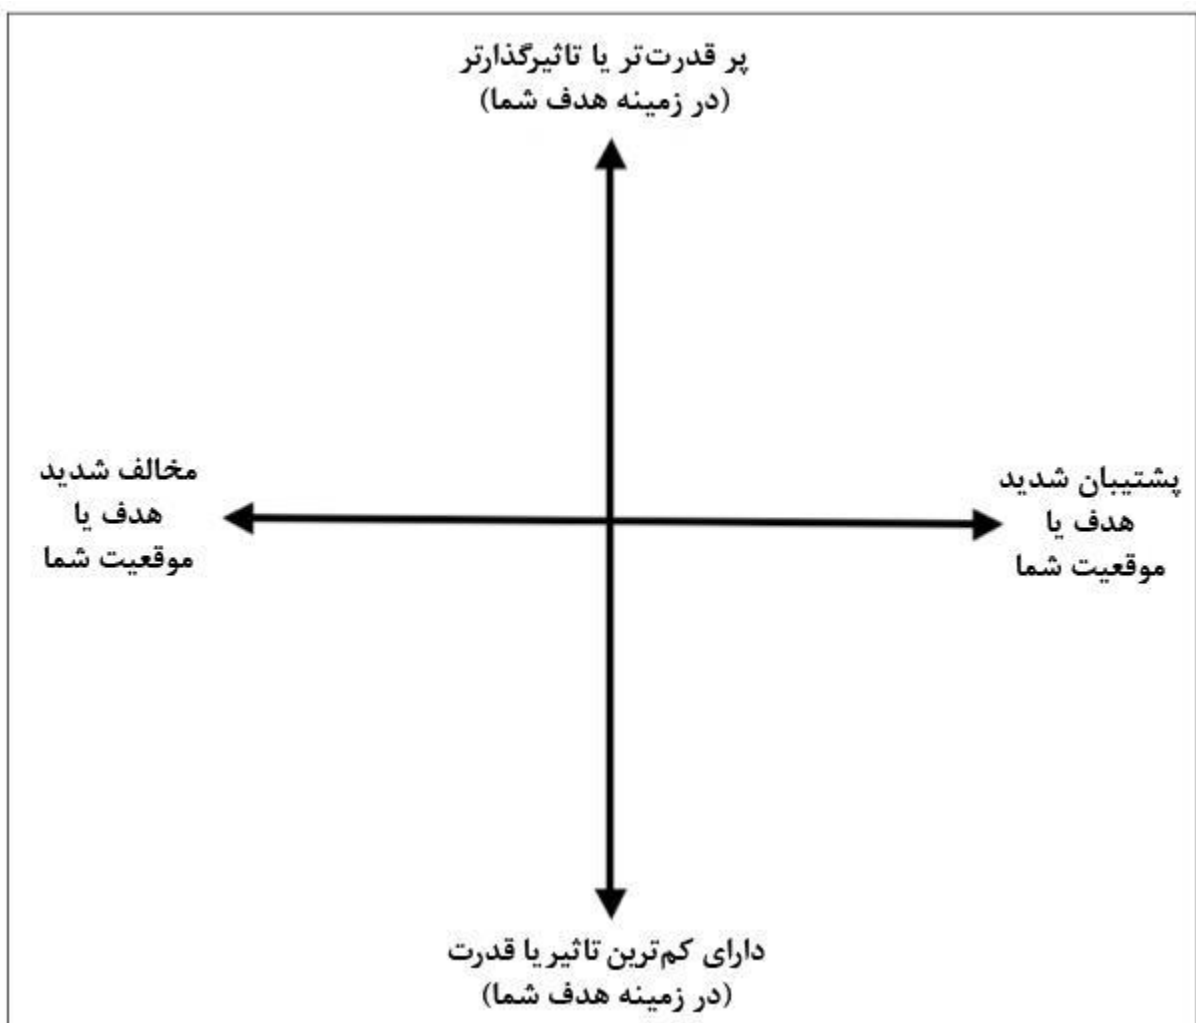 پر قدرت‌تر یا تاثیرگذارتر
(در زمینه هدف شما)
پشتیبان شدید
هدف یا
موقعیت شما
مخالف شدید
هدف یا
موقعیت شما
دارای کم‌ترین تاثیر یا قدرت
(در زمینه هدف شما)